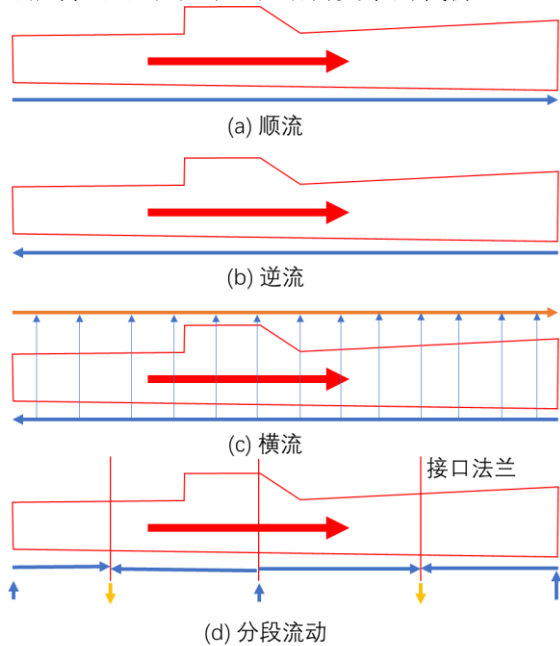 (a) 顺流
(b) 逆流
(c) 横流
接口法兰
(d) 分段流动